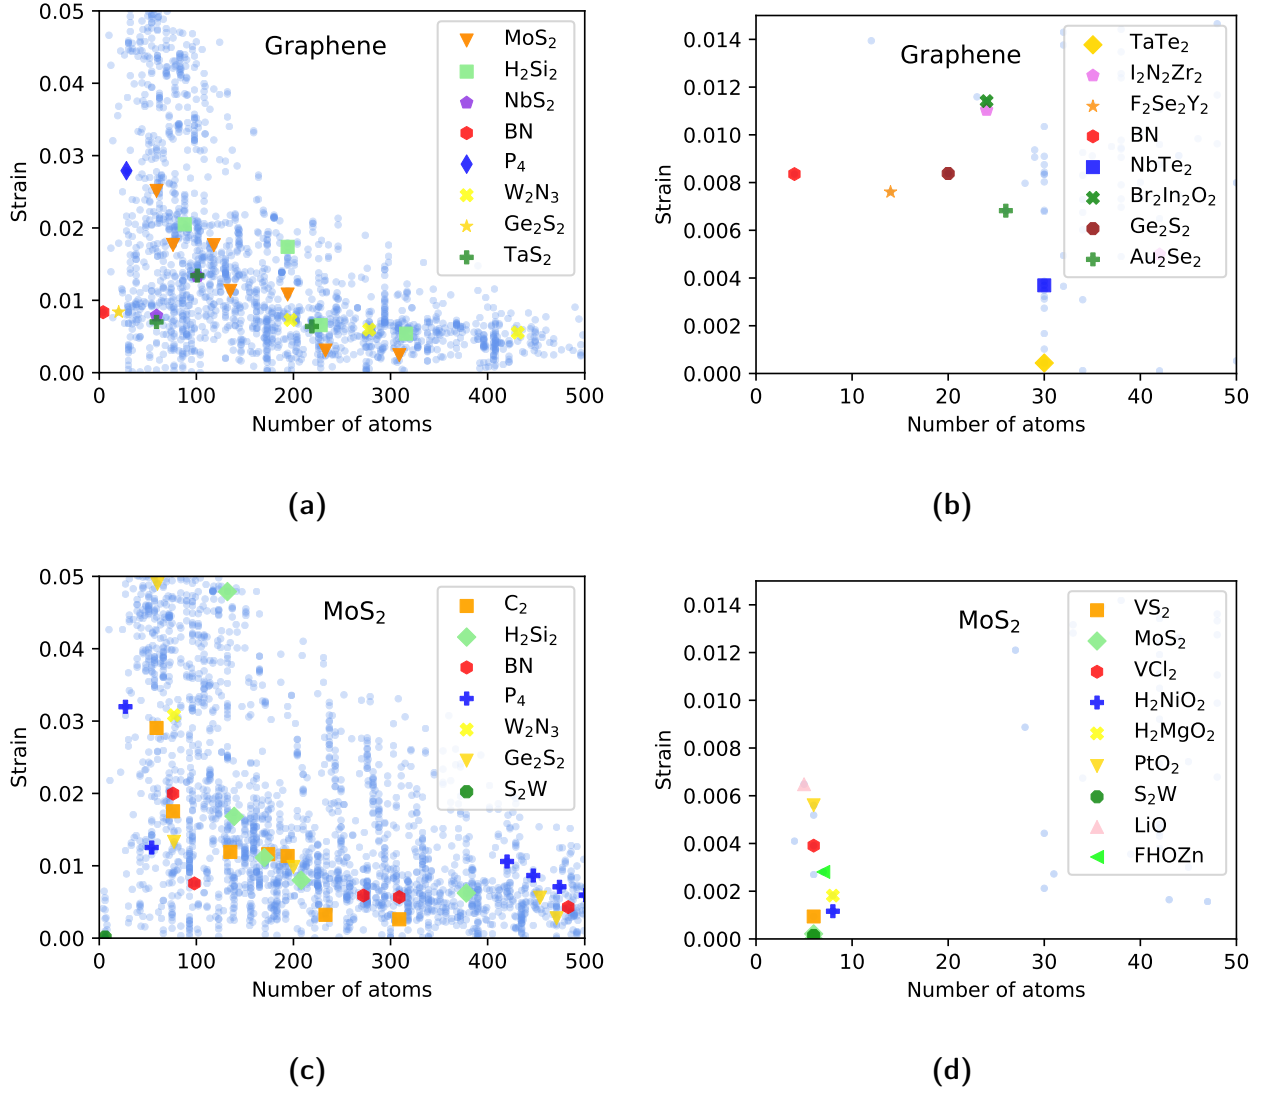 0.05
0.04
0.03
0.02
0.01
0.00
Strain
Graphene
MoS₂
H₂Si₂
NbS₂
BN
P₄
W₂N₃
Ge₂S₂
TaS₂
0 100 200 300 400 500
Number of atoms
(a)
0.014
0.012
0.010
0.008
0.006
0.004
0.002
0.000
Strain
Graphene
TaTe₂
I₂N₂Zr₂
F₂Se₂Y₂
BN
NbTe₂
Br₂In₂O₂
Ge₂S₂
Au₂Se₂
0 10 20 30 40 50
Number of atoms
(b)
0.05
0.04
0.03
0.02
0.01
0.00
Strain
MoS₂
C₂
H₂Si₂
BN
P₄
W₂N₃
Ge₂S₂
S₂W
0 100 200 300 400 500
Number of atoms
(c)
0.014
0.012
0.010
0.008
0.006
0.004
0.002
0.000
Strain
MoS₂
VS₂
MoS₂
VCl₂
H₂NiO₂
H₂MgO₂
PtO₂
S₂W
LiO
FHOZn
0 10 20 30 40 50
Number of atoms
(d)